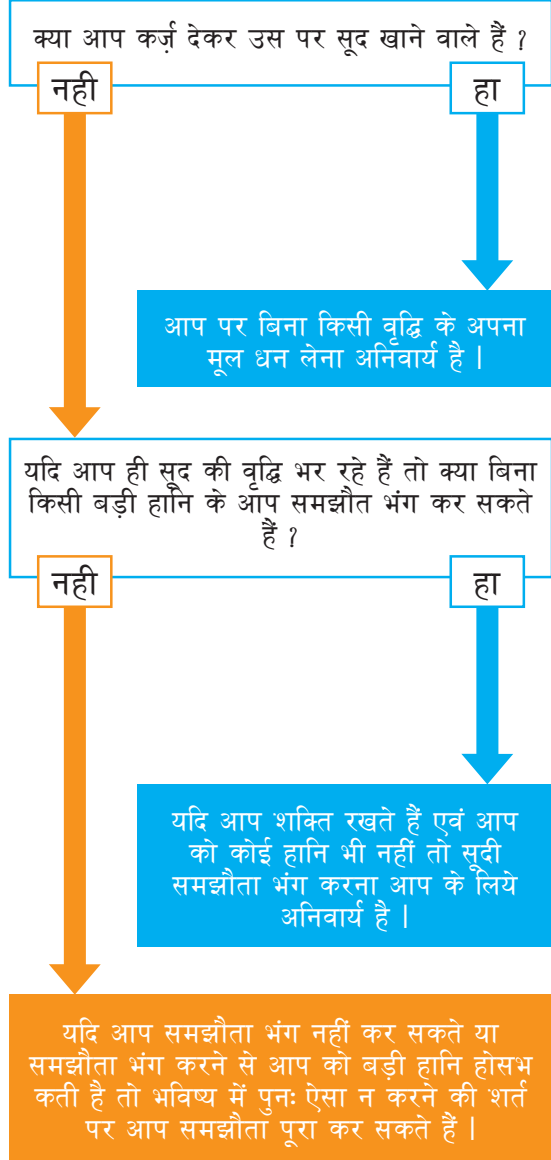 क्या आप कर्ज़ देकर उस पर सूद खाने वाले हैं ?
नही
हा
आप पर बिना किसी वृद्धि के अपना
मूल धन लेना अनिवार्य है |
यदि आप ही सूद की वृद्धि भर रहे हैं तो क्या बिना
किसी बड़ी हानि के आप समझौत भंग कर सकते
हैं ?
नही
हा
यदि आप शक्ति रखते हैं एवं आप
को कोई हानि भी नहीं तो सूदी
समझौता भंग करना आप के लिये
अनिवार्य है |
यदि आप समझौता भंग नहीं कर सकते या
समझौता भंग करने से आप को बड़ी हानि होसभ
कती है तो भविष्य में पुनः ऐसा न करने की शर्त
पर आप समझौता पूरा कर सकते हैं |